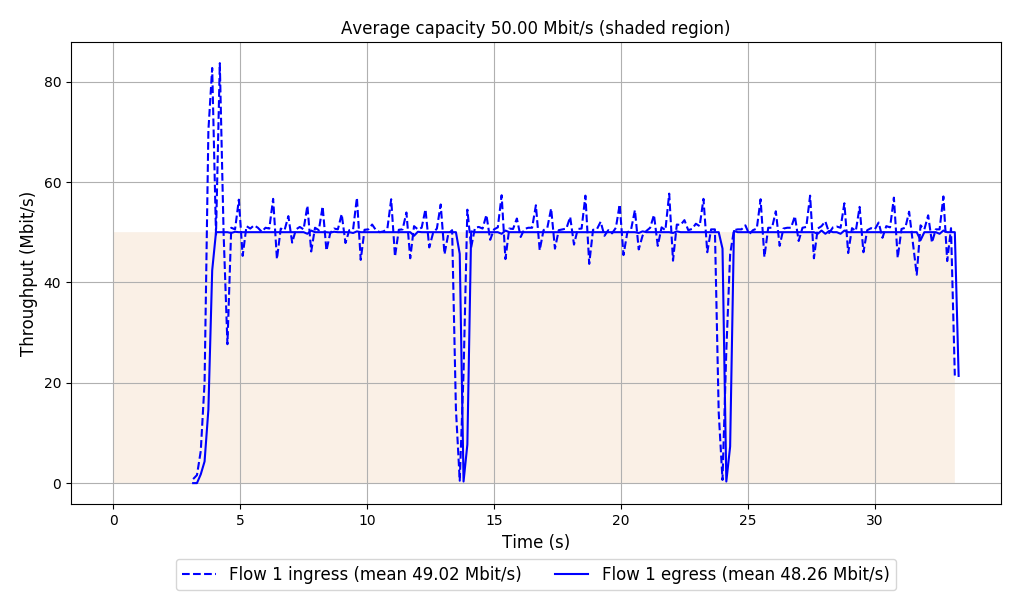 Average capacity 50.00 Mbit/s (shaded region)
Throughput (Mbit/s)
80
60
40
20
0
0 5 10 15 20 25 30
Time (s)
Flow 1 ingress (mean 49.02 Mbit/s) Flow 1 egress (mean 48.26 Mbit/s)